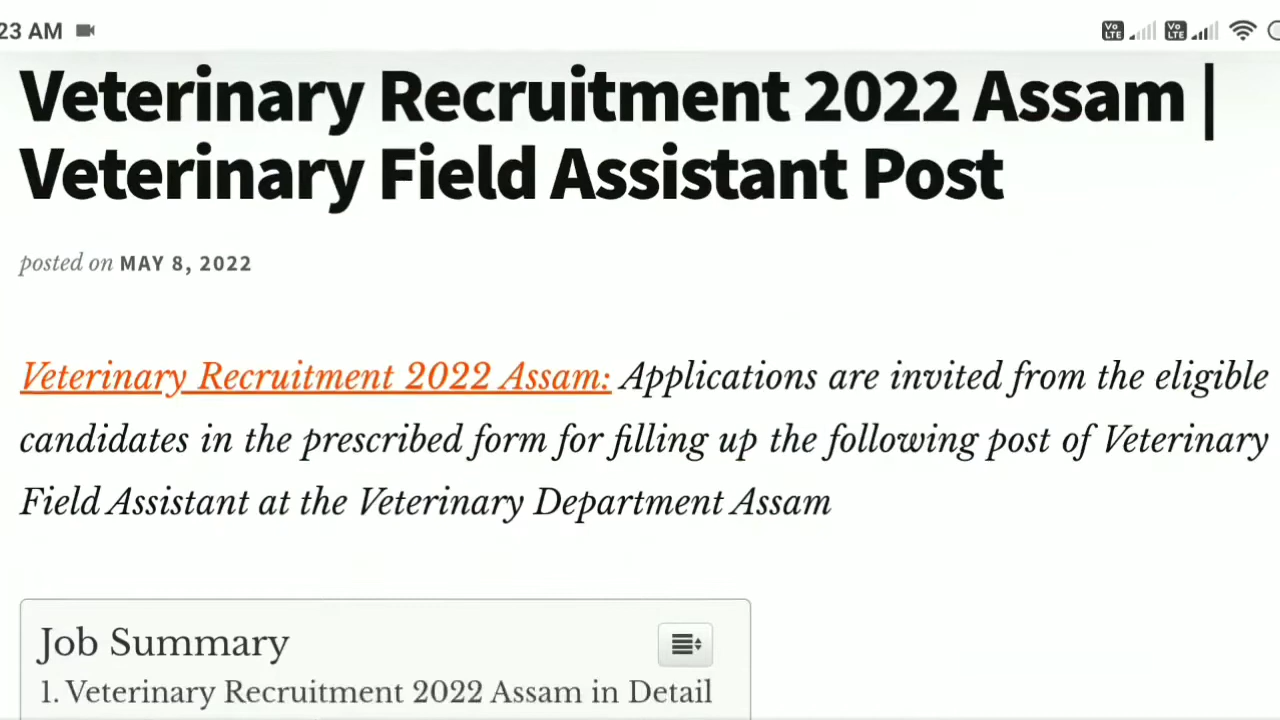 23 AM
Veterinary Recruitment 2022 Assam |
Veterinary Field Assistant Post
posted on MAY 8, 2022
Veterinary Recruitment 2022 Assam: Applications are invited from the eligible
candidates in the prescribed form for filling up the following post of Veterinary
Field Assistant at the Veterinary Department Assam
Job Summary
1. Veterinary Recruitment 2022 Assam in Detail